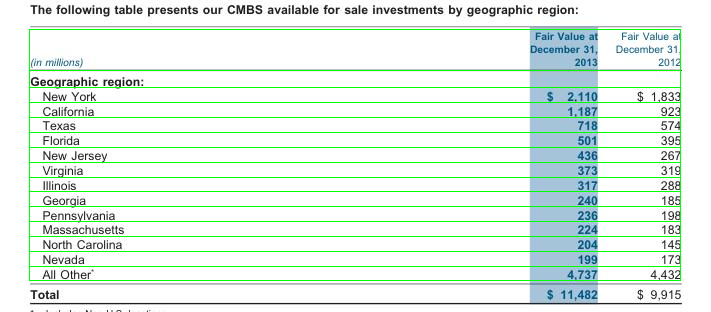 The following table presents our CMBS available for sale investments by geographic region:
Fair Value at Fair Value at
December 31, December 31,
(in millions) 2013 2012
Geographic region:
New York $ 2,110 $ 1,833
California 1,187 923
Texas 718 574
Florida 501 395
New Jersey 436 267
Virginia 373 319
Illinois 317 288
Georgia 240 185
Pennsylvania 236 198
Massachusetts 224 183
North Carolina 204 145
Nevada 199 173
All Other* 4,737 4,432
Total $ 11,482 $ 9,915